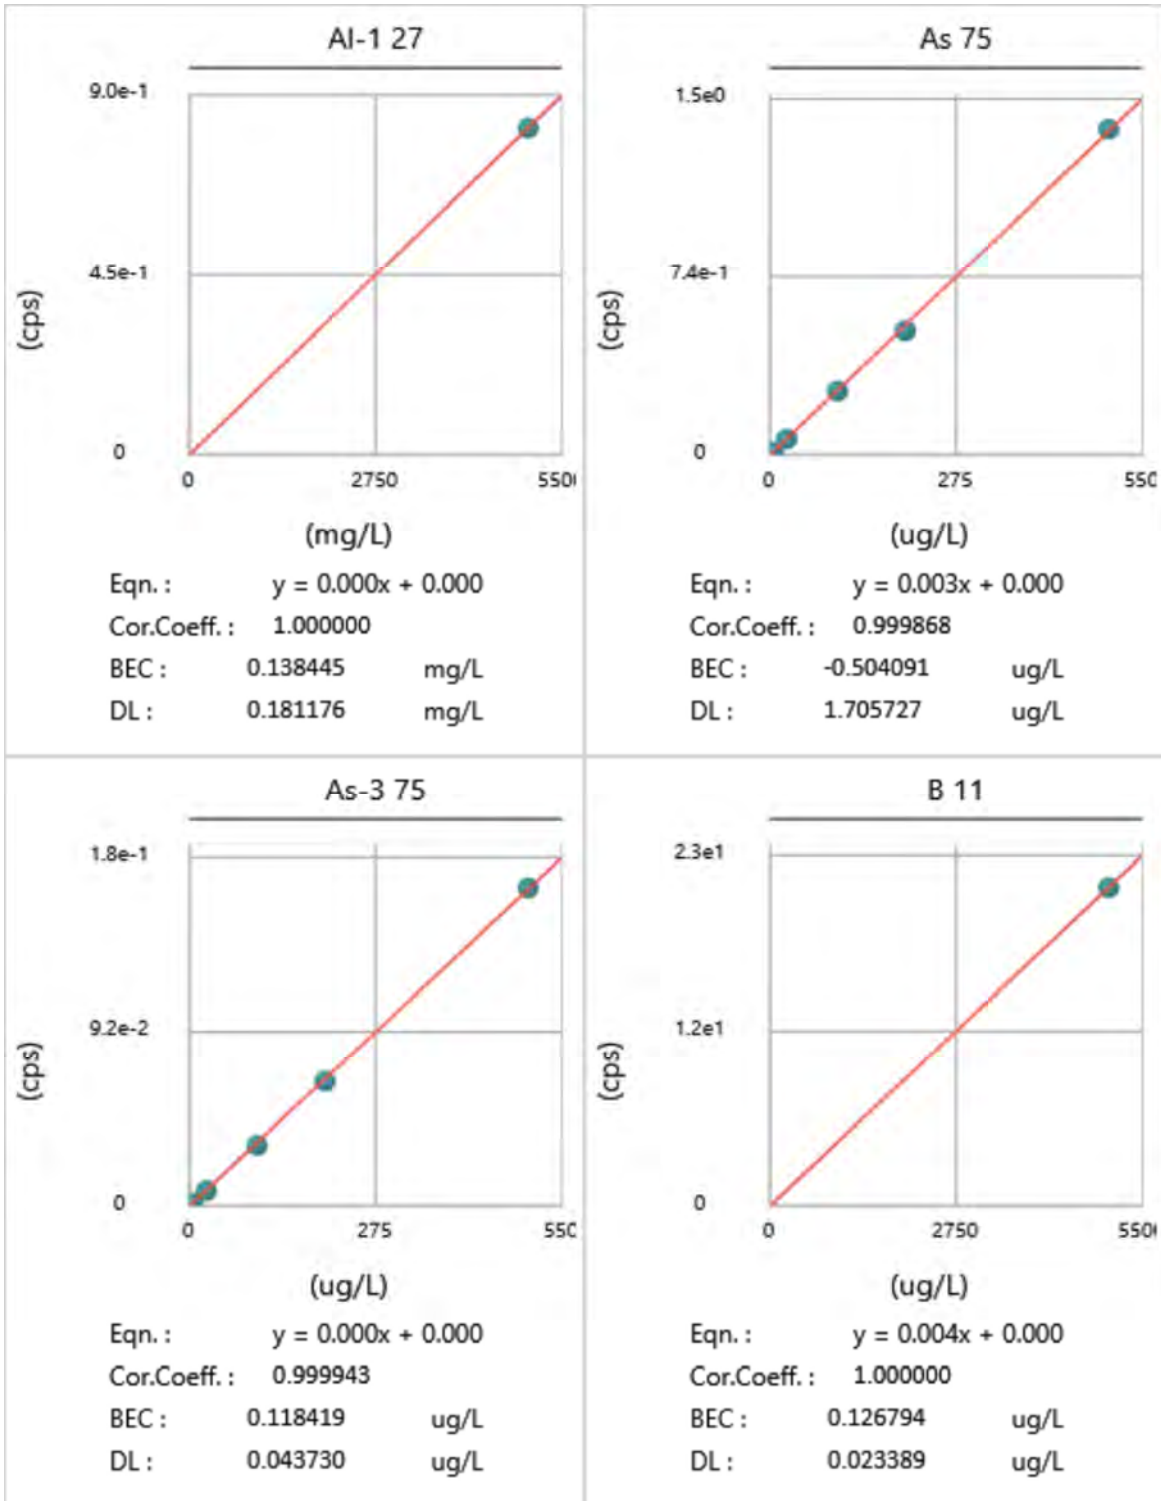 Al-1 27
9.0e-1
4.5e-1
0
(cps)
0 2750 550
(mg/L)
Eqn. : y = 0.000x + 0.000
Cor.Coeff. : 1.000000
BEC : 0.138445 mg/L
DL : 0.181176 mg/L
As 75
1.5e0
7.4e-1
0
(cps)
0 275 550
(ug/L)
Eqn. : y = 0.003x + 0.000
Cor.Coeff. : 0.999868
BEC : -0.504091 ug/L
DL : 1.705727 ug/L
As-3 75
1.8e-1
9.2e-2
0
(cps)
0 275 550
(ug/L)
Eqn. : y = 0.000x + 0.000
Cor.Coeff. : 0.999943
BEC : 0.118419 ug/L
DL : 0.043730 ug/L
B 11
2.3e1
1.2e1
0
(cps)
0 2750 550
(ug/L)
Eqn. : y = 0.004x + 0.000
Cor.Coeff. : 1.000000
BEC : 0.126794 ug/L
DL : 0.023389 ug/L